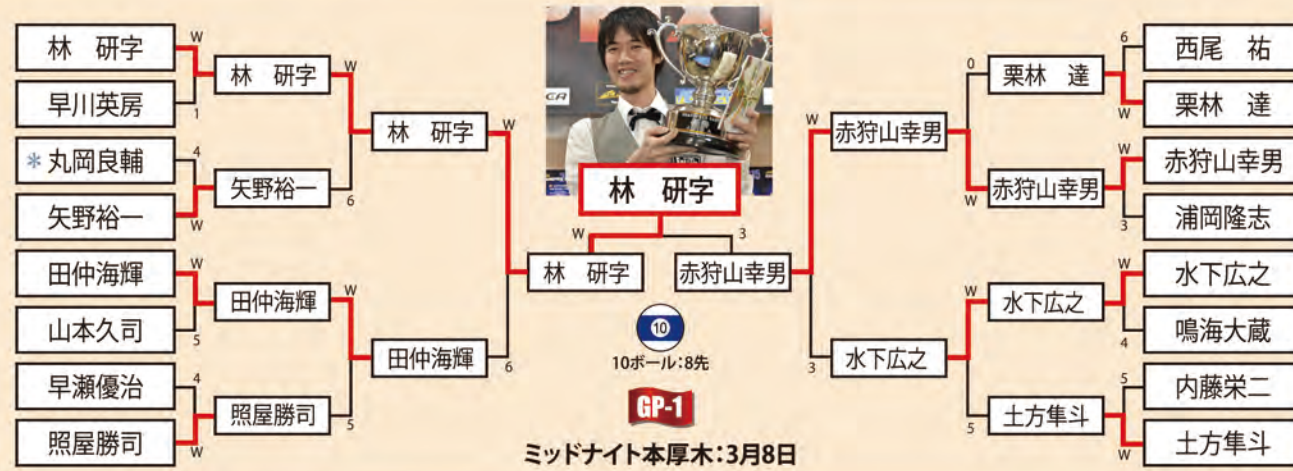 林 研字
W
早川英房
1
*丸岡良輔
4
矢野裕一
W
田仲海輝
W
山本久司
5
早瀬優治
4
照屋勝司
W
林 研字
W
矢野裕一
6
田仲海輝
W
照屋勝司
5
林 研字
W
田仲海輝
6
林 研字
W
林 研字
赤狩山幸男
3
10
10ボール:8先
GP-1
ミッドナイト本厚木:3月8日
赤狩山幸男
W
水下広之
3
栗林 達
0
赤狩山幸男
W
水下広之
W
土方隼斗
5
西尾 祐
6
栗林 達
W
赤狩山幸男
W
浦岡隆志
3
水下広之
W
鳴海大蔵
4
内藤栄二
5
土方隼斗
W